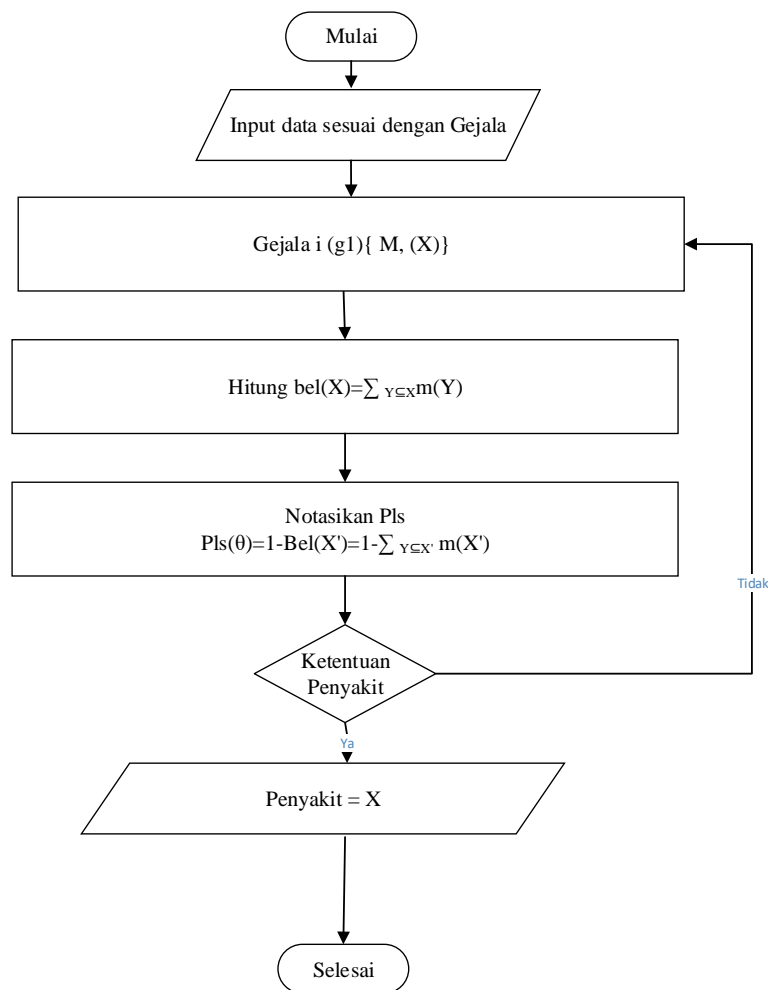 Mulai
Input data sesuai dengan Gejala
Gejala i (g1){ M, (X)}
Hitung bel(X)=∑ Y⊆Xm(Y)
Notasikan Pls
Pls(θ)=1-Bel(X')=1-∑ Y⊆X' m(X')
Tidak
Ketentuan
Penyakit
Ya
Penyakit = X
Selesai